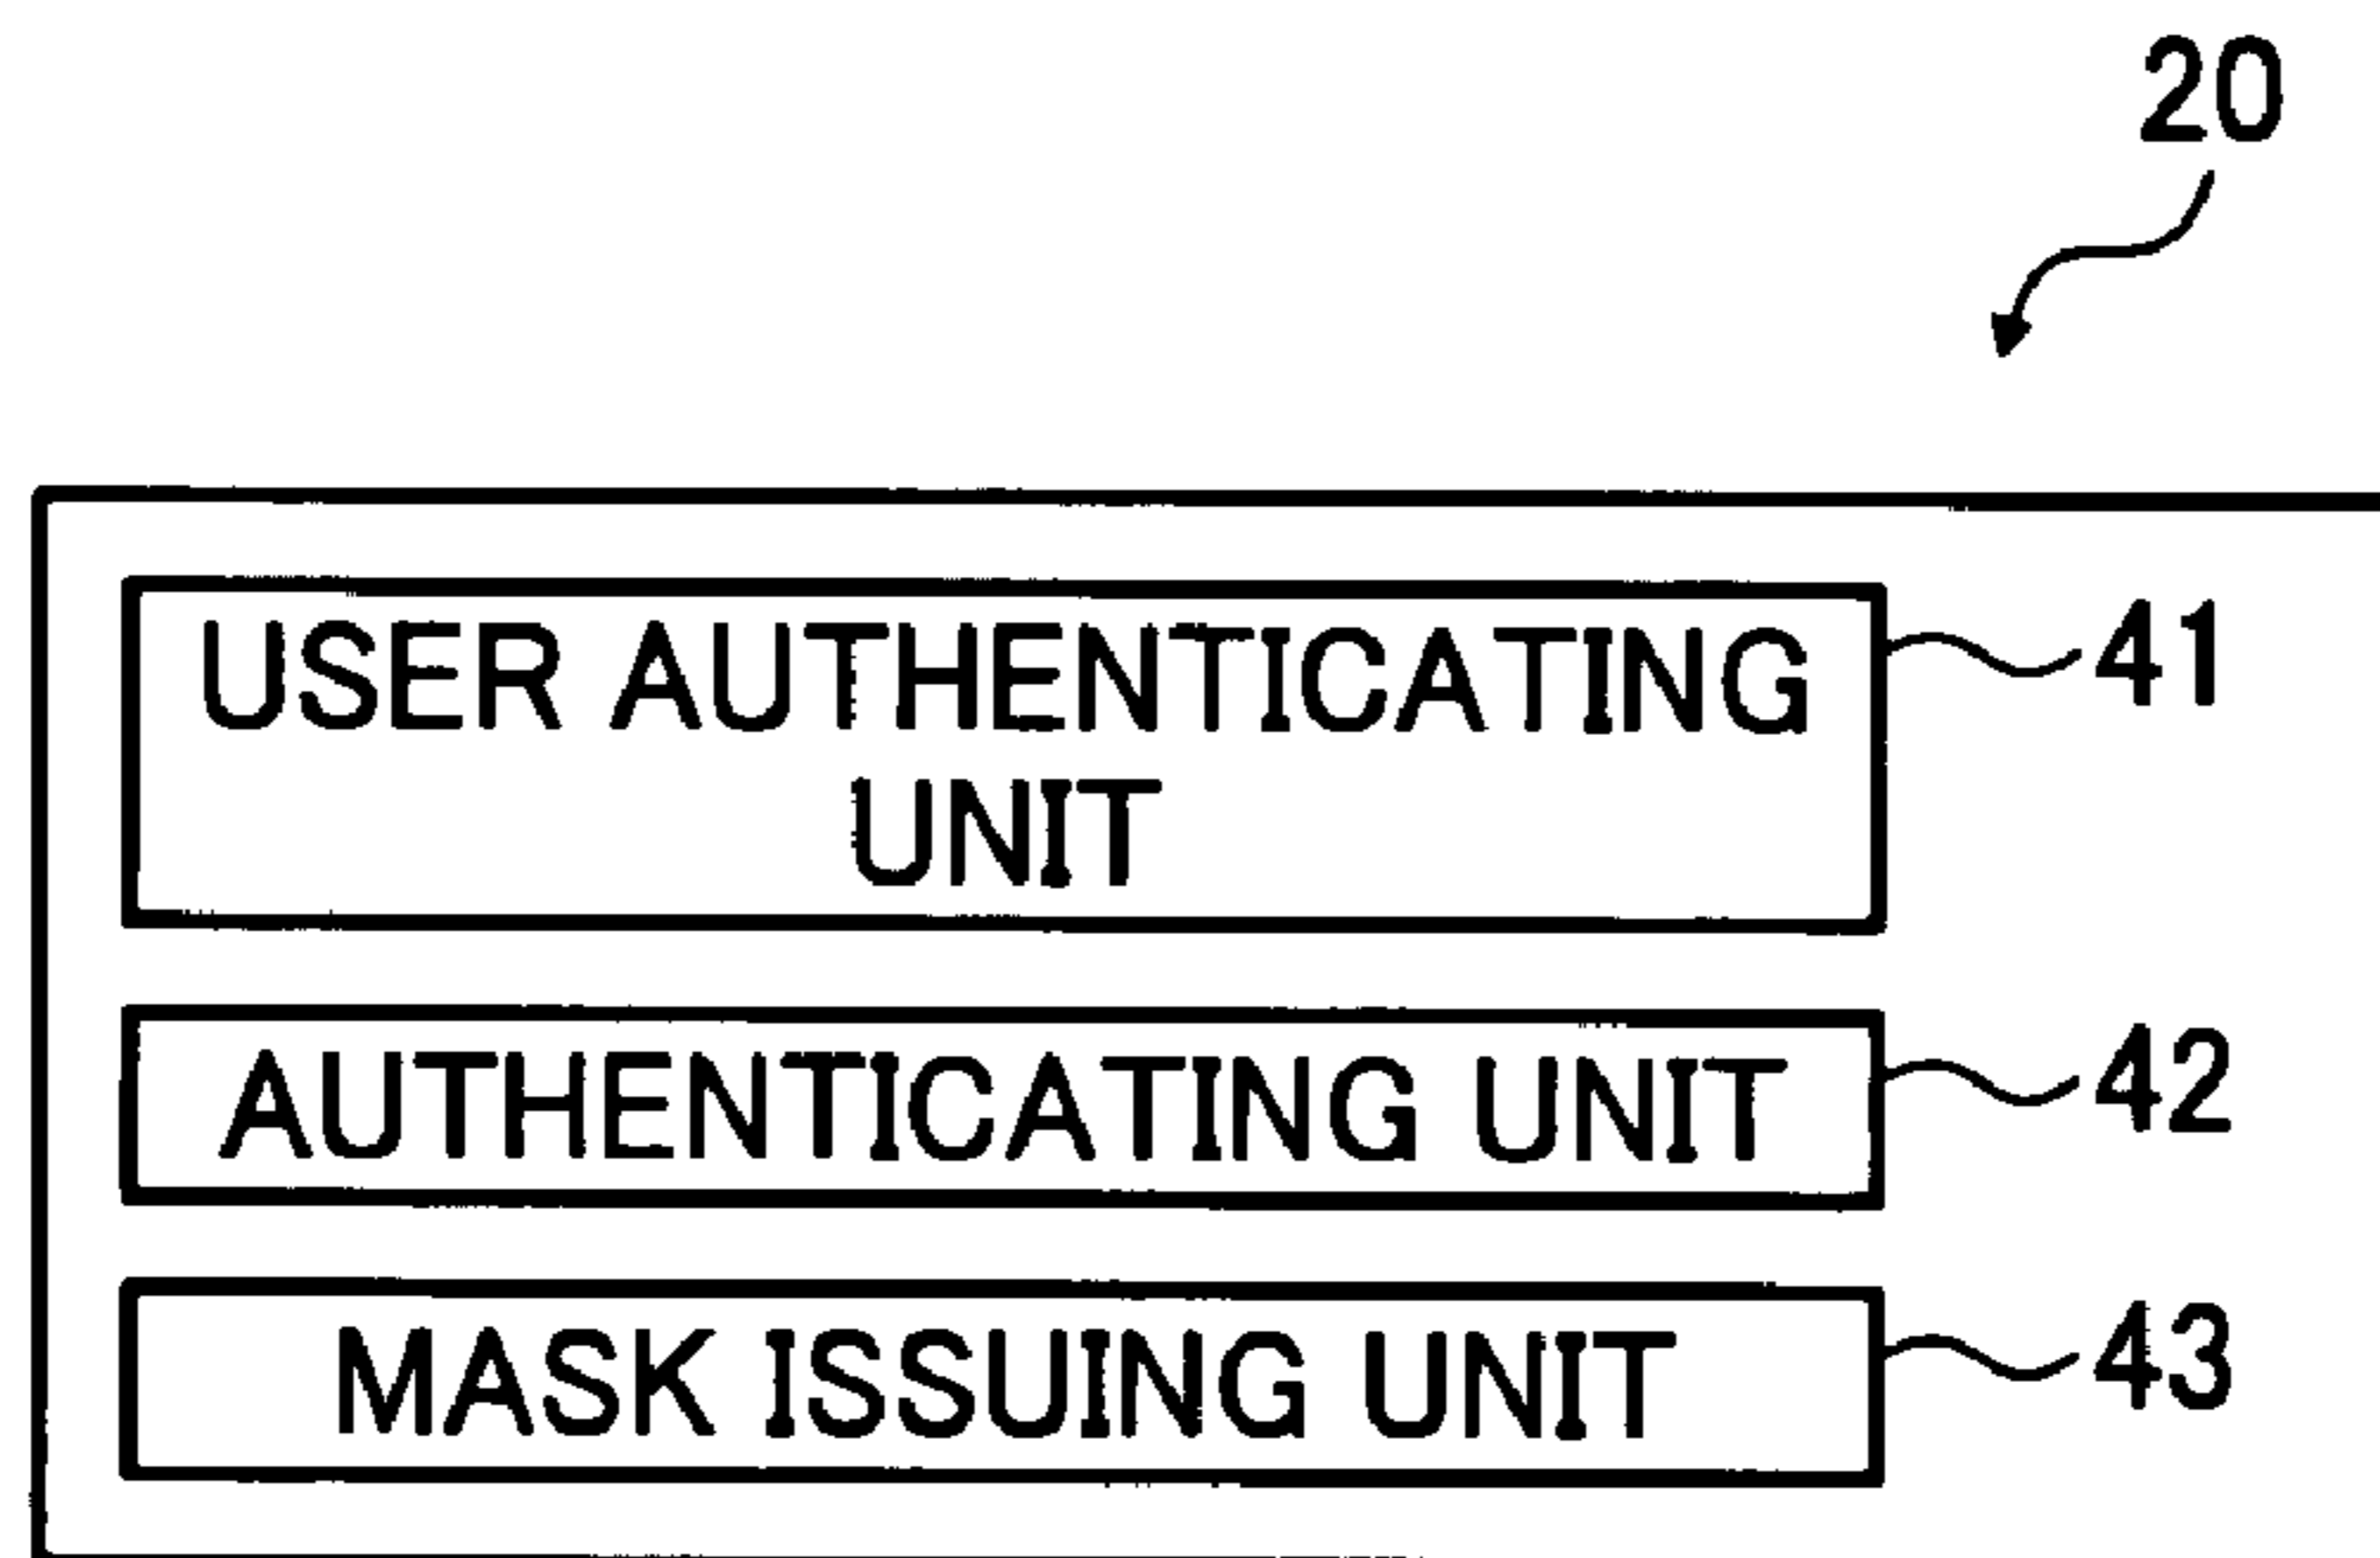 20
USER AUTHENTICATING
UNIT
41
AUTHENTICATING UNIT
42
MASK ISSUING UNIT
43